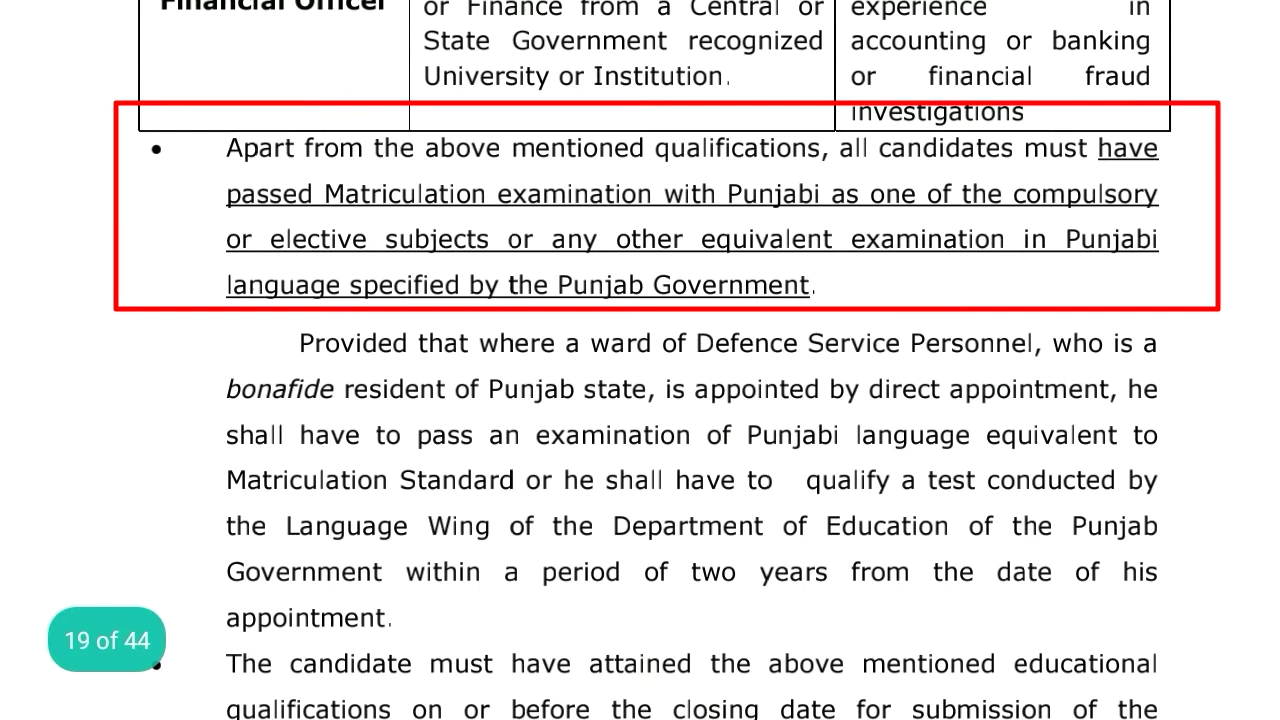 Financial Officer
or Finance from a Central or
State Government recognized
University or Institution.
experience in
accounting or banking
or financial fraud
investigations
• Apart from the above mentioned qualifications, all candidates must have
passed Matriculation examination with Punjabi as one of the compulsory
or elective subjects or any other equivalent examination in Punjabi
language specified by the Punjab Government.
Provided that where a ward of Defence Service Personnel, who is a
bonafide resident of Punjab state, is appointed by direct appointment, he
shall have to pass an examination of Punjabi language equivalent to
Matriculation Standard or he shall have to qualify a test conducted by
the Language Wing of the Department of Education of the Punjab
Government within a period of two years from the date of his
appointment.
19 of 44
• The candidate must have attained the above mentioned educational
qualifications on or before the closing date for submission of the